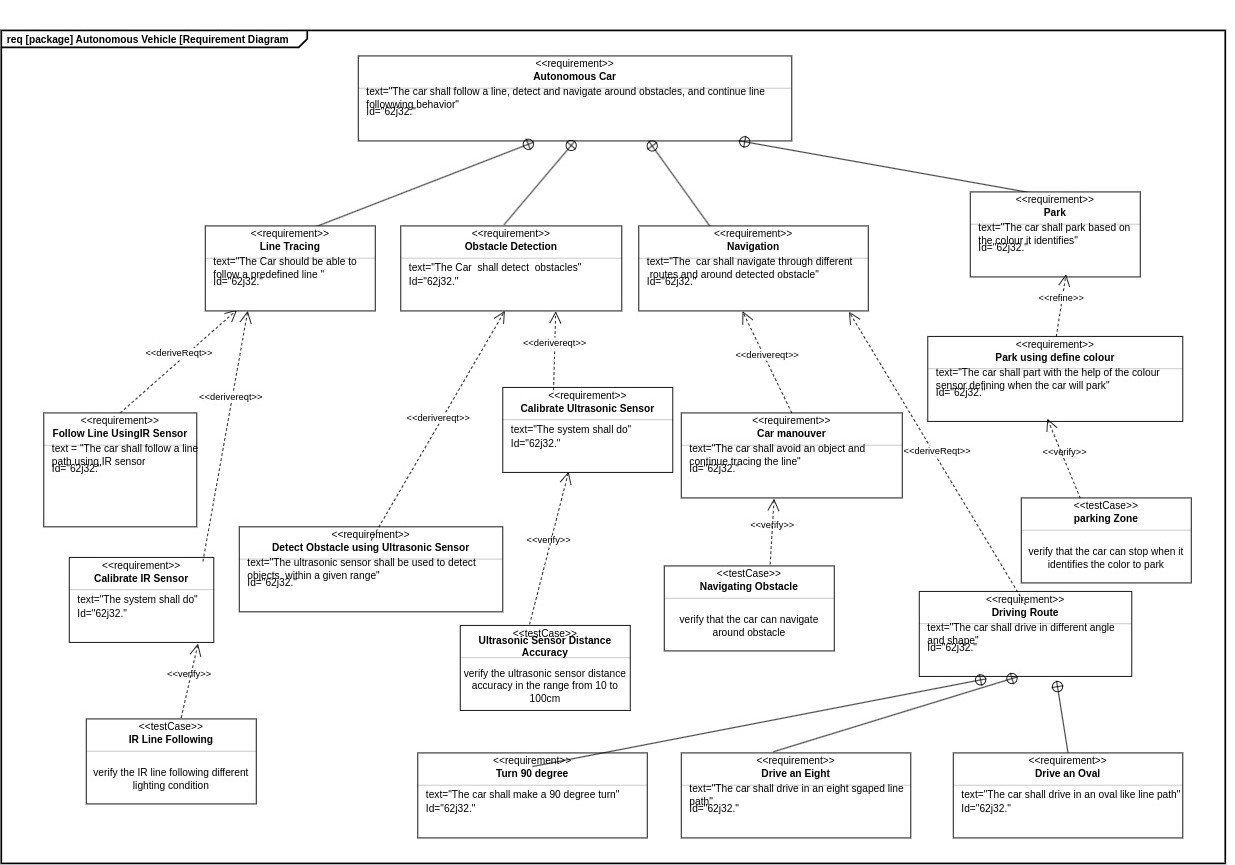 req [package] Autonomous Vehicle [Requirement Diagram
<<requirement>>
Autonomous Car
text="The car shall follow a line, detect and navigate around obstacles, and continue line
followwing behavior"
Id="62j32."
<<requirement>>
Park
text="The car shall park based on
the colour it identifies"
Id="62j32."
<<requirement>>
Line Tracing
text="The Car should be able to
follow a predefined line "
Id="62j32."
<<requirement>>
Obstacle Detection
text="The Car  shall detect  obstacles"
Id="62j32."
<<requirement>>
Navigation
text="The  car shall navigate through different
routes and around detected obstacle"
Id="62j32."
<<refine>>
<<deriveReqt>>
<<derivereqt>>
<<derivereqt>>
<<derivereqt>>
<<derivereqt>>
<<deriveReqt>>
<<requirement>>
Park using define colour
text="The car shall part with the help of the colour
sensor defining when the car will park"
Id="62j32."
<<requirement>>
Calibrate Ultrasonic Sensor
text="The system shall do"
Id="62j32."
<<requirement>>
Follow Line UsingIR Sensor
text = "The car shall follow a line
path using IR sensor
Id="62j32."
<<requirement>>
Car manouver
text="The car shall avoid an object and
continue tracing the line"
Id="62j32."
<<verify>>
<<testCase>>
parking Zone
verify that the car can stop when it
identifies the color to park
<<requirement>>
Detect Obstacle using Ultrasonic Sensor
text="The ultrasonic sensor shall be used to detect
objects  within a given range"
Id="62j32."
<<verify>>
<<verify>>
<<requirement>>
Calibrate IR Sensor
text="The system shall do"
Id="62j32."
<<testCase>>
Navigating Obstacle
verify that the car can navigate
around obstacle
<<requirement>>
Driving Route
text="The car shall drive in different angle
and shape"
Id="62j32."
<<testCase>>
Ultrasonic Sensor Distance
Accuracy
verify the ultrasonic sensor distance
accuracy in the range from 10 to
100cm
<<verify>>
<<testCase>>
IR Line Following
verify the IR line following different
lighting condition
<<requirement>>
Turn 90 degree
text="The car shall make a 90 degree turn"
Id="62j32."
<<requirement>>
Drive an Eight
text="The car shall drive in an eight sgaped line
path"
Id="62j32."
<<requirement>>
Drive an Oval
text="The car shall drive in an oval like line path"
Id="62j32."